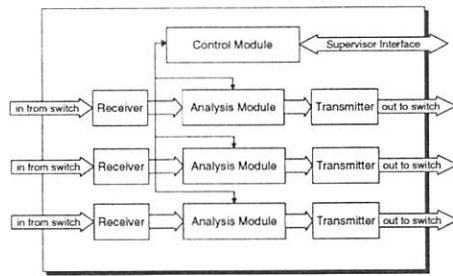 Control Module
Supervisor Interface
in from switch
Receiver
Analysis Module
Transmitter
out to switch
in from switch
Receiver
Analysis Module
Transmitter
out to switch
in from switch
Receiver
Analysis Module
Transmitter
out to switch